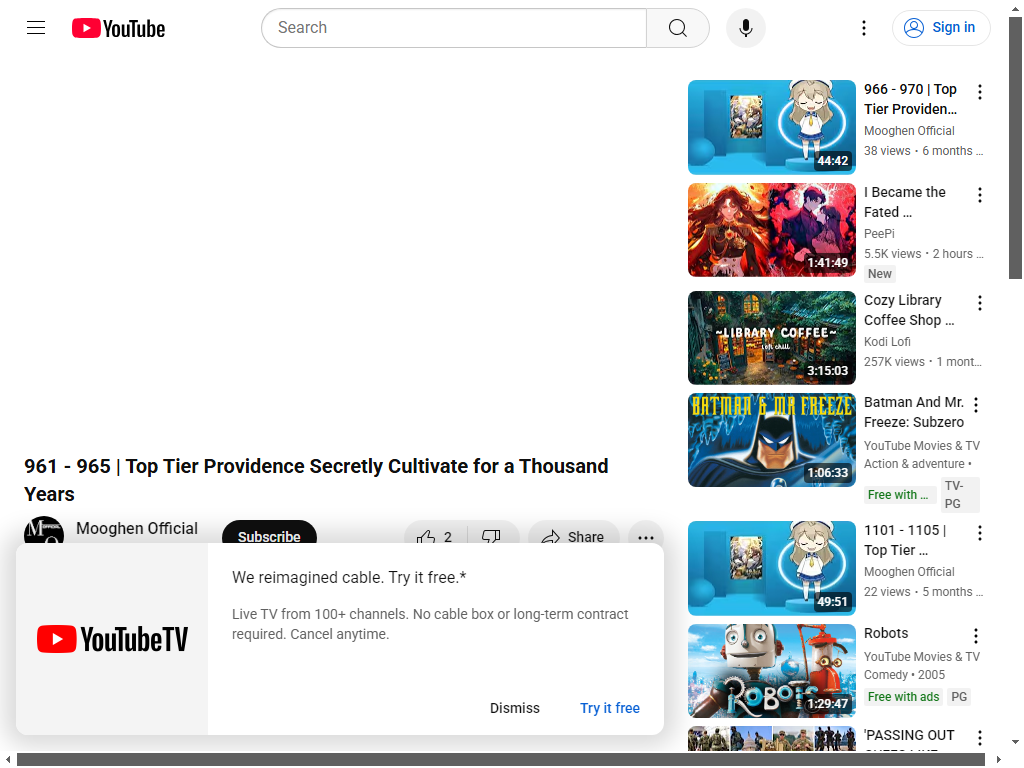 YouTube
Search
Sign in
966 - 970 | Top
Tier Providen...
Mooghen Official
38 views • 6 months ...
44:42
I Became the
Fated ...
PeePi
5.5K views • 2 hours ...
New
1:41:49
Cozy Library
Coffee Shop ...
Kodi Lofi
257K views • 1 mont...
~LIBRARY COFFEE~
lofi chill
3:15:03
Batman And Mr.
Freeze: Subzero
YouTube Movies & TV
Action & adventure •
Free with ...
TV-
PG
BATMAN & MR FREEZE
1:06:33
961 - 965 | Top Tier Providence Secretly Cultivate for a Thousand
Years
Mooghen Official
Subscribe
2
Share
1101 - 1105 |
Top Tier ...
Mooghen Official
22 views • 5 months ...
49:51
We reimagined cable. Try it free.*
Live TV from 100+ channels. No cable box or long-term contract
required. Cancel anytime.
YouTubeTV
Dismiss
Try it free
Robots
YouTube Movies & TV
Comedy • 2005
Free with ads
PG
ROBOTS
1:29:47
'PASSING OUT